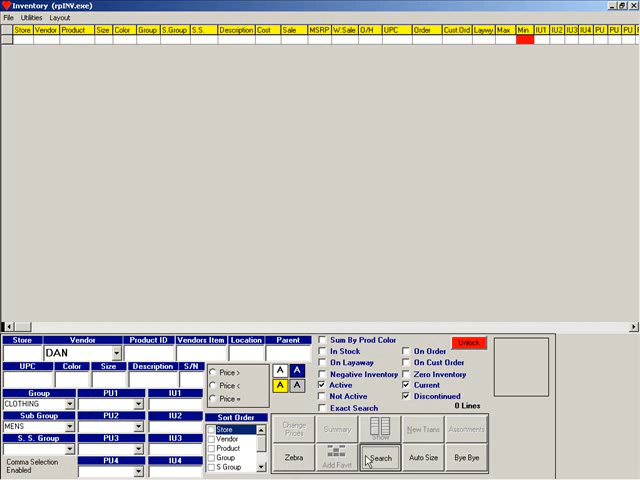 Inventory (rpINV.exe)
File Utilities Layout
Store Vendor Product Size Color Group S.Group S.S. Description Cost Sale MSRP W.Sale O/H UPC Order Cust.Ord Laywy Max Min IU1 IU2 IU3 IU4 PU PU PU
Store Vendor Product ID Vendors Item Location Parent
DAN
UPC Color Size Description S/N
Group PU1 IU1
CLOTHING
Sub Group PU2 IU2
MENS
S. S. Group PU3 IU3
Comma Selection Enabled
PU4 IU4
Price >
Price <
Price =
A A
A A
Sort Order
Store
Vendor
Product
Group
S Group
Sum By Prod Color
In Stock On Order
On Layaway On Cust Order
Negative Inventory Zero Inventory
Active Current
Not Active Discontinued
Exact Search 0 Lines
Unlock
Change Prices Summary Show New Trans Assortments
Zebra Add Favrit Search Auto Size Bye Bye